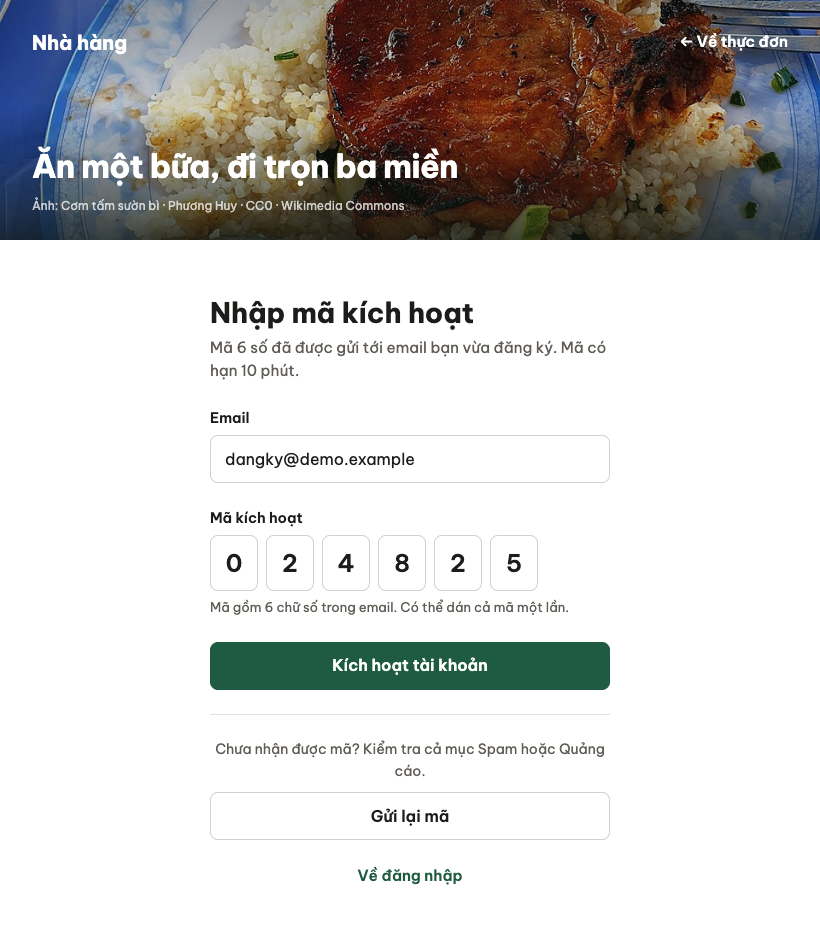 Nhà hàng
← Về thực đơn
Ăn một bữa, đi trọn ba miền
Ảnh: Cơm tấm sườn bì · Phương Huy · CC0 · Wikimedia Commons
Nhập mã kích hoạt
Mã 6 số đã được gửi tới email bạn vừa đăng ký. Mã có
hạn 10 phút.
Email
dangky@demo.example
Mã kích hoạt
0 2 4 8 2 5
Mã gồm 6 chữ số trong email. Có thể dán cả mã một lần.
Kích hoạt tài khoản
Chưa nhận được mã? Kiểm tra cả mục Spam hoặc Quảng
cáo.
Gửi lại mã
Về đăng nhập